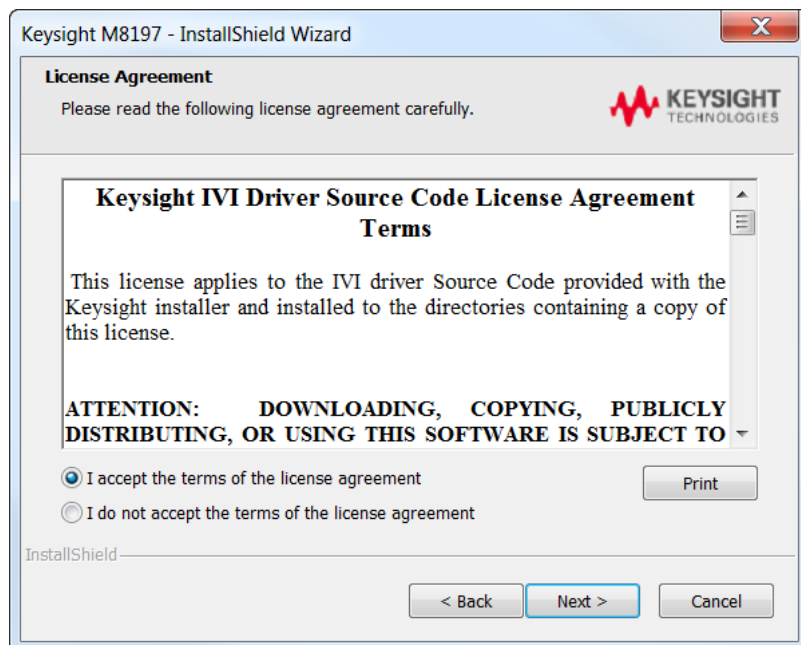 Keysight M8197 - InstallShield Wizard
License Agreement
Please read the following license agreement carefully.
KEYSIGHT
TECHNOLOGIES
Keysight IVI Driver Source Code License Agreement
Terms
This license applies to the IVI driver Source Code provided with the
Keysight installer and installed to the directories containing a copy of
this license.
ATTENTION: DOWNLOADING, COPYING, PUBLICLY
DISTRIBUTING, OR USING THIS SOFTWARE IS SUBJECT TO
I accept the terms of the license agreement
Print
I do not accept the terms of the license agreement
InstallShield
< Back
Next >
Cancel